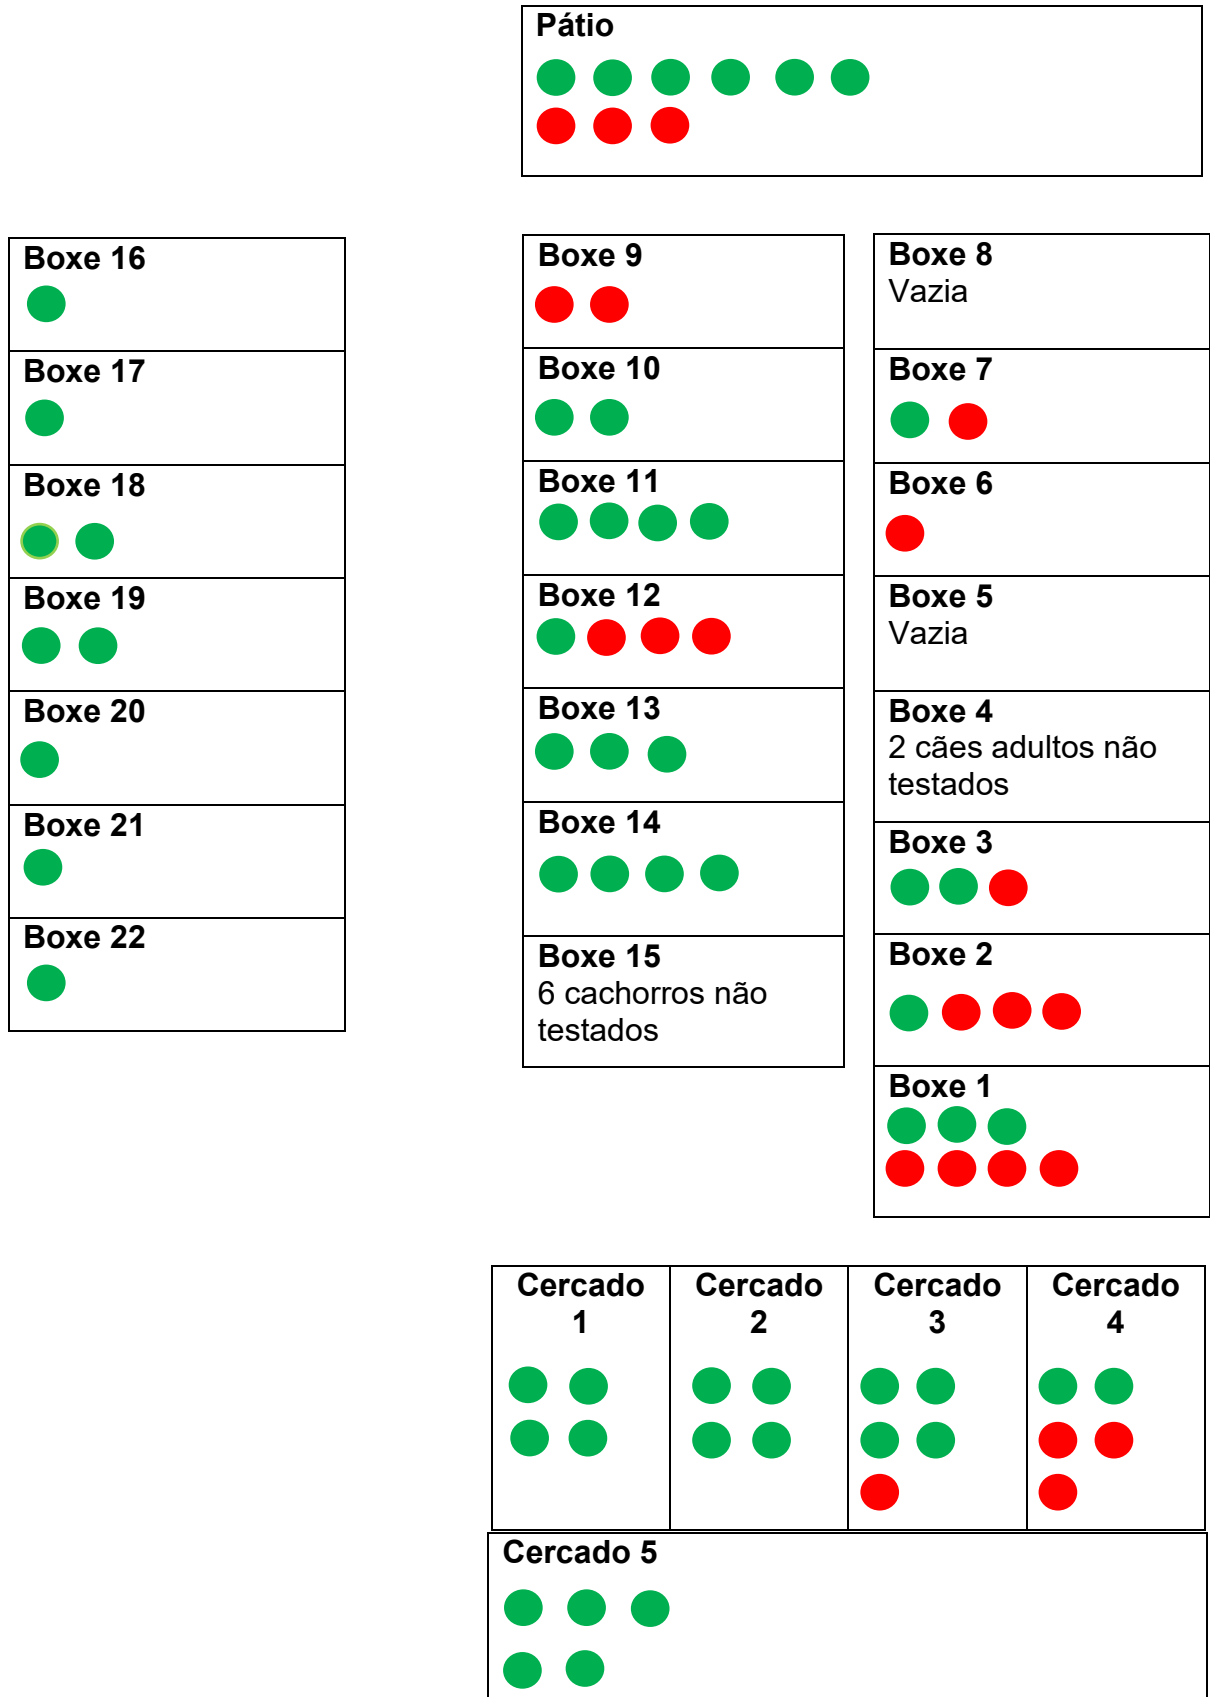 Pátio
Boxe 16
Boxe 17
Boxe 18
Boxe 19
Boxe 20
Boxe 21
Boxe 22
Boxe 9
Boxe 10
Boxe 11
Boxe 12
Boxe 13
Boxe 14
Boxe 15
6 cachorros não
testados
Boxe 8
Vazia
Boxe 7
Boxe 6
Boxe 5
Vazia
Boxe 4
2 cães adultos não
testados
Boxe 3
Boxe 2
Boxe 1
Cercado
1
Cercado
2
Cercado
3
Cercado
4
Cercado 5